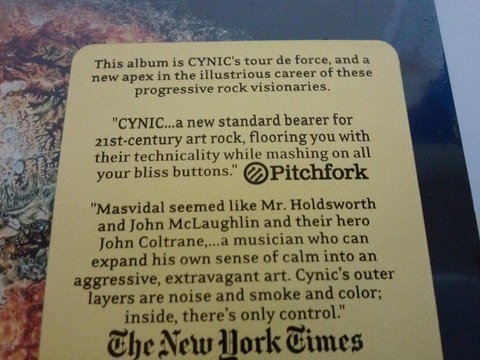 This album is CYNIC's tour de force, and a
new apex in the illustrious career of these
progressive rock visionaries.
"CYNIC...a new standard bearer for
21st-century art rock, flooring you with
their technicality while mashing on all
your bliss buttons." Pitchfork
"Masvidal seemed like Mr. Holdsworth
and John McLaughlin and their hero
John Coltrane,...a musician who can
expand his own sense of calm into an
aggressive, extravagant art. Cynic's outer
layers are noise and smoke and color;
inside, there's only control."
The New York Times